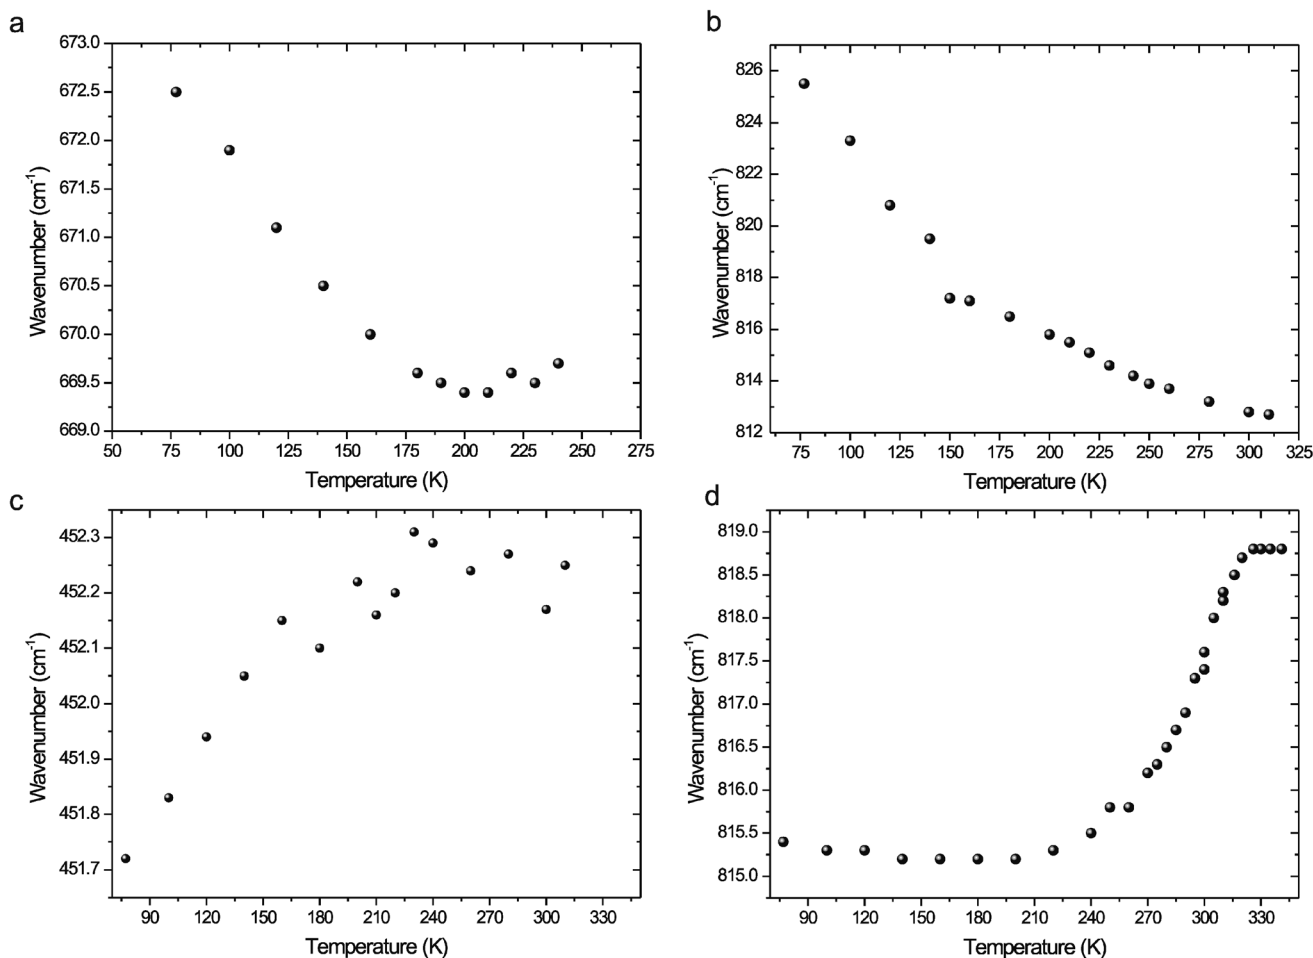 a
673.0
672.5
672.0
671.5
671.0
670.5
670.0
669.5
669.0
50 75 100 125 150 175 200 225 250 275
Wavenumber (cm⁻¹)
Temperature (K)
b
826
824
822
820
818
816
814
812
75 100 125 150 175 200 225 250 275 300 325
Wavenumber (cm⁻¹)
Temperature (K)
c
452.3
452.2
452.1
452.0
451.9
451.8
451.7
90 120 150 180 210 240 270 300 330
Wavenumber (cm⁻¹)
Temperature (K)
d
819.0
818.5
818.0
817.5
817.0
816.5
816.0
815.5
815.0
90 120 150 180 210 240 270 300 330
Wavenumber (cm⁻¹)
Temperature (K)